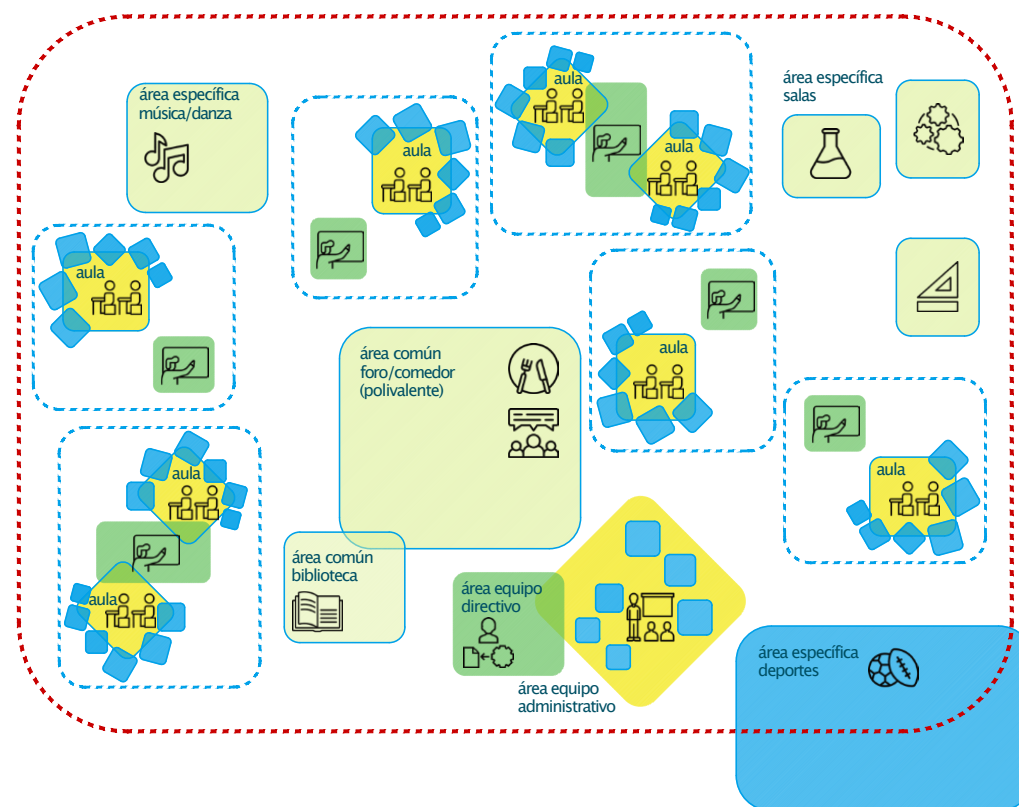 área específica
música/danza
aula
aula
aula
área específica
salas
aula
área común
foro/comedor
(polivalente)
aula
aula
aula
área común
biblioteca
aula
área equipo
directivo
área equipo
administrativo
área específica
deportes